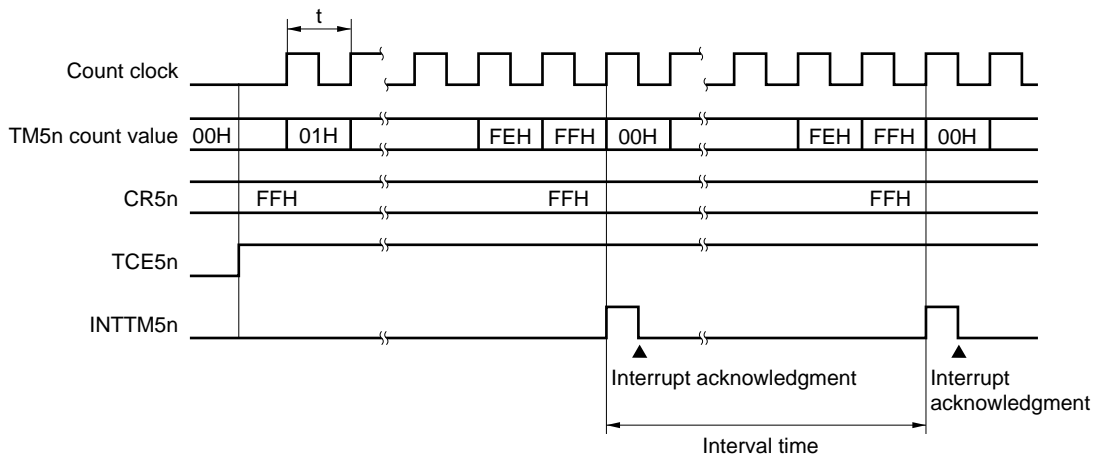 t
Count clock
TM5n count value 00H 01H FEH FFH 00H FEH FFH 00H
CR5n FFH FFH FFH
TCE5n
INTTM5n
Interrupt acknowledgment Interrupt
acknowledgment
Interval time